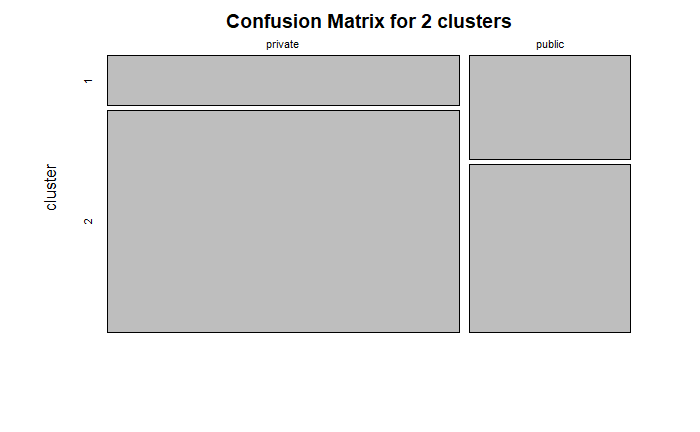 Confusion Matrix for 2 clusters
private public
1
cluster
2